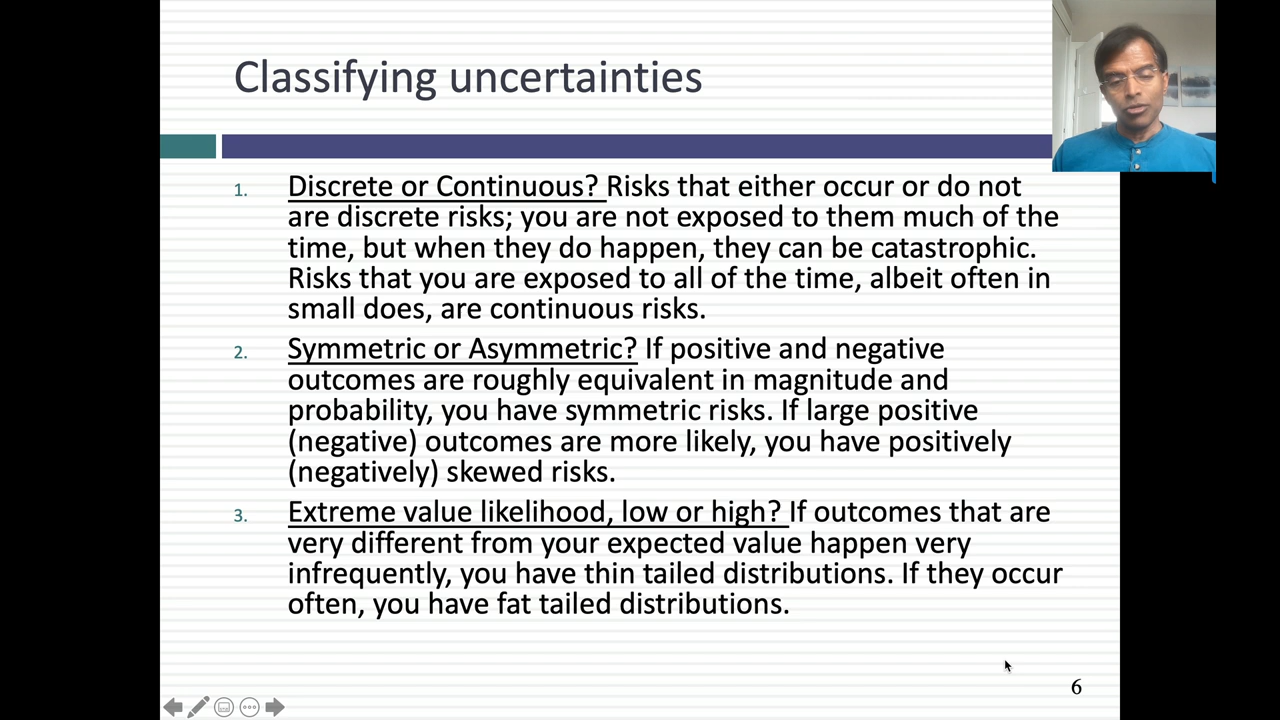 Classifying uncertainties
1. Discrete or Continuous? Risks that either occur or do not
are discrete risks; you are not exposed to them much of the
time, but when they do happen, they can be catastrophic.
Risks that you are exposed to all of the time, albeit often in
small does, are continuous risks.
2. Symmetric or Asymmetric? If positive and negative
outcomes are roughly equivalent in magnitude and
probability, you have symmetric risks. If large positive
(negative) outcomes are more likely, you have positively
(negatively) skewed risks.
3. Extreme value likelihood, low or high? If outcomes that are
very different from your expected value happen very
infrequently, you have thin tailed distributions. If they occur
often, you have fat tailed distributions.
6